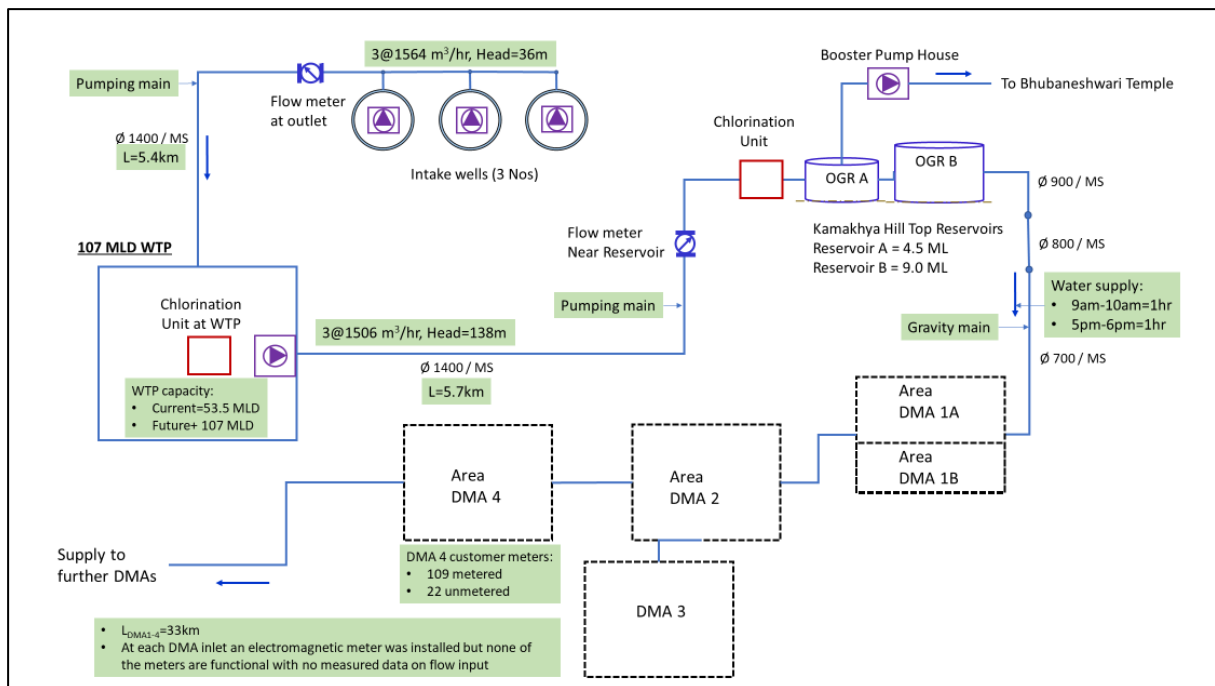 3@1564 m³/hr, Head=36m
Booster Pump House
Pumping main
To Bhubaneshwari Temple
Flow meter
at outlet
Chlorination
Unit
Ø 1400 / MS
L=5.4km
Intake wells (3 Nos)
OGR A
OGR B
Ø 900 / MS
Kamakhya Hill Top Reservoirs
Reservoir A = 4.5 ML
Reservoir B = 9.0 ML
Flow meter
Near Reservoir
Ø 800 / MS
107 MLD WTP
Water supply:
• 9am-10am=1hr
• 5pm-6pm=1hr
Pumping main
Chlorination
Unit at WTP
Gravity main
3@1506 m³/hr, Head=138m
Ø 700 / MS
Ø 1400 / MS
L=5.7km
WTP capacity:
• Current=53.5 MLD
• Future+ 107 MLD
Area
DMA 1A
Area
DMA 1B
Area
DMA 2
Area
DMA 4
Supply to
further DMAs
DMA 4 customer meters:
• 109 metered
• 22 unmetered
DMA 3
• LDMA1-4=33km
• At each DMA inlet an electromagnetic meter was installed but none of
the meters are functional with no measured data on flow input